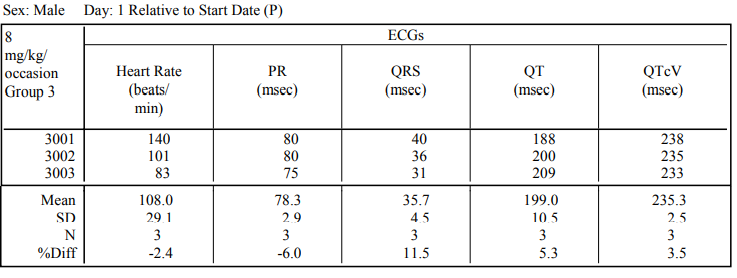 Sex: Male Day: 1 Relative to Start Date (P)
8 mg/kg/ occasion Group 3
ECGs
Heart Rate (beats/ min) PR (msec) QRS (msec) QT (msec) QTcV (msec)
3001 140 80 40 188 238
3002 101 80 36 200 235
3003 83 75 31 209 233
Mean 108.0 78.3 35.7 199.0 235.3
SD 29.1 2.9 4.5 10.5 2.5
N 3 3 3 3 3
%Diff -2.4 -6.0 11.5 5.3 3.5